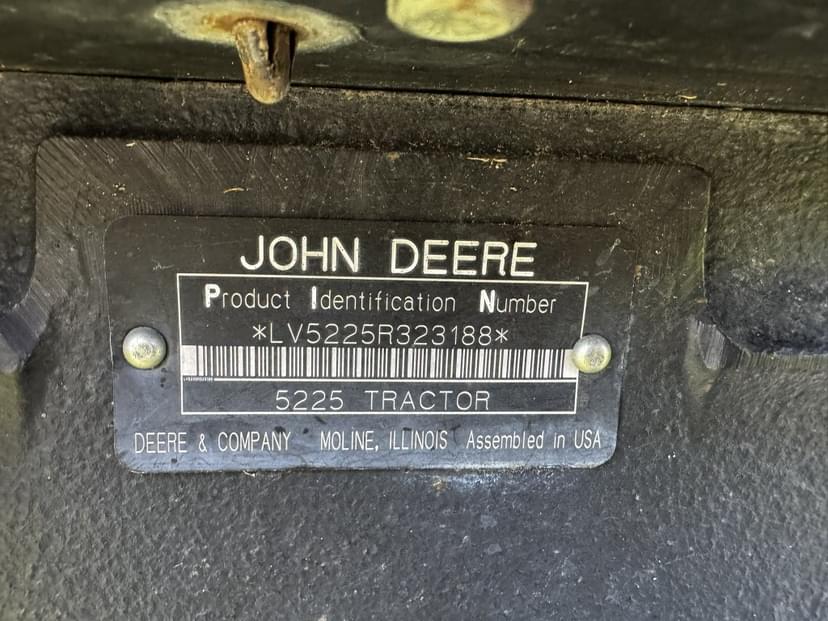 JOHN DEERE
Product Identification Number
*LV5225R323188*
5225 TRACTOR
DEERE & COMPANY MOLINE, ILLINOIS Assembled in USA